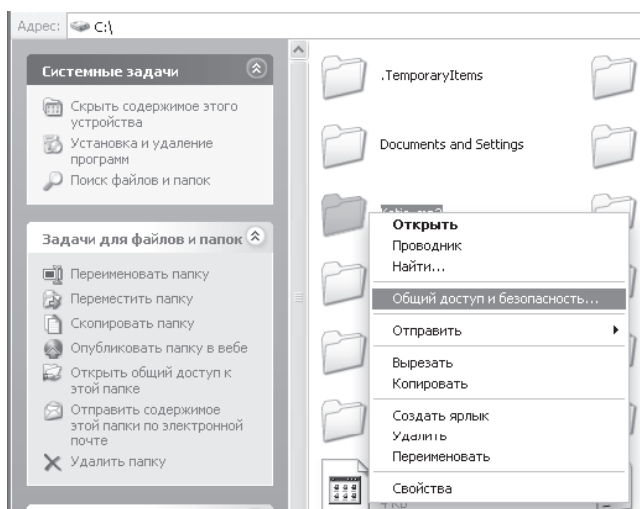 Адрес: C:\
Системные задачи
Скрыть содержимое этого
устройства
Установка и удаление
программ
Поиск файлов и папок
Задачи для файлов и папок
Переименовать папку
Переместить папку
Скопировать папку
Опубликовать папку в вебе
Открыть общий доступ к
этой папке
Отправить содержимое
этой папки по электронной
почте
Удалить папку
.TemporaryItems
Documents and Settings
Открыть
Проводник
Найти...
Общий доступ и безопасность...
Отправить
Вырезать
Копировать
Создать ярлык
Удалить
Переименовать
Свойства